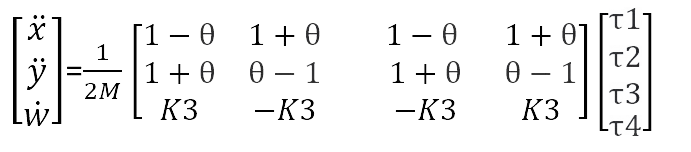 [ẍ ÿ ẇ] = 1/2M [1 − θ 1 + θ 1 − θ 1 + θ
1 + θ θ − 1 1 + θ θ − 1
K3 −K3 −K3 K3] [τ1 τ2 τ3 τ4]